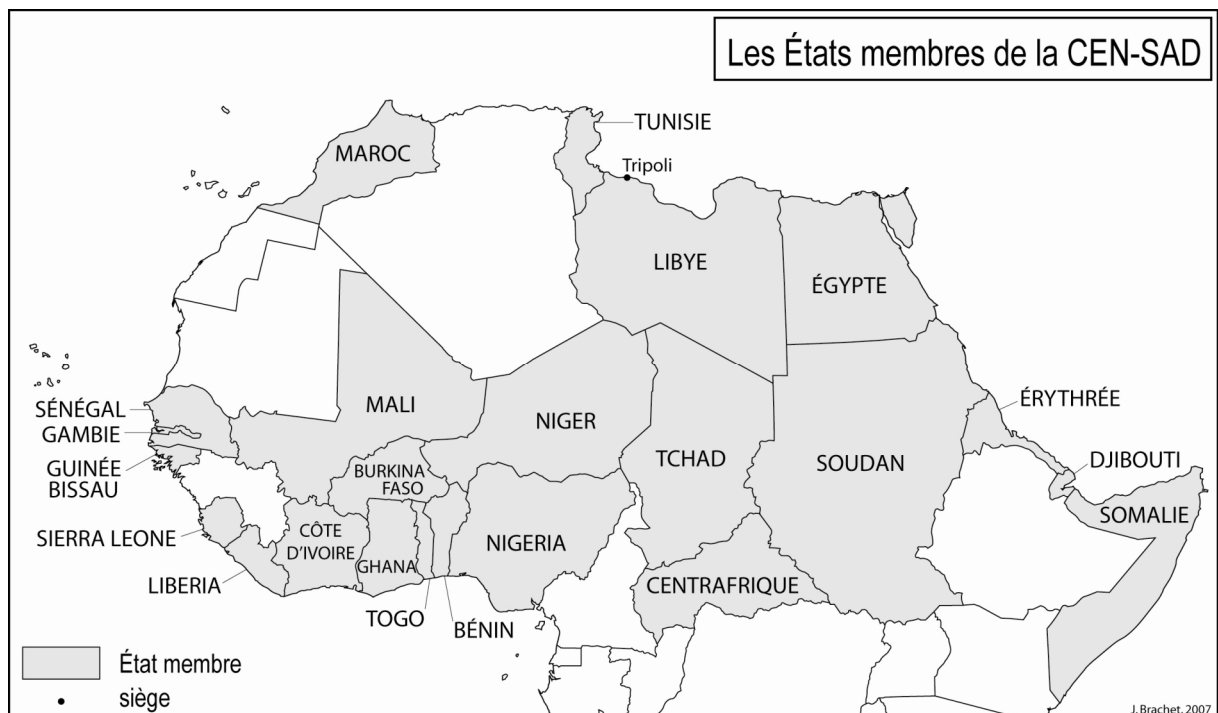 Les États membres de la CEN-SAD
TUNISIE
MAROC
Tripoli
LIBYE
ÉGYPTE
SÉNÉGAL
GAMBIE
GUINÉE
BISSAU
MALI
NIGER
ÉRYTHRÉE
BURKINA
FASO
TCHAD
SOUDAN
DJIBOUTI
SOMALIE
SIERRA LEONE
CÔTE
D'IVOIRE
GHANA
NIGERIA
LIBERIA
CENTRAFRIQUE
TOGO
BÉNIN
État membre
siège
J. Brachet, 2007